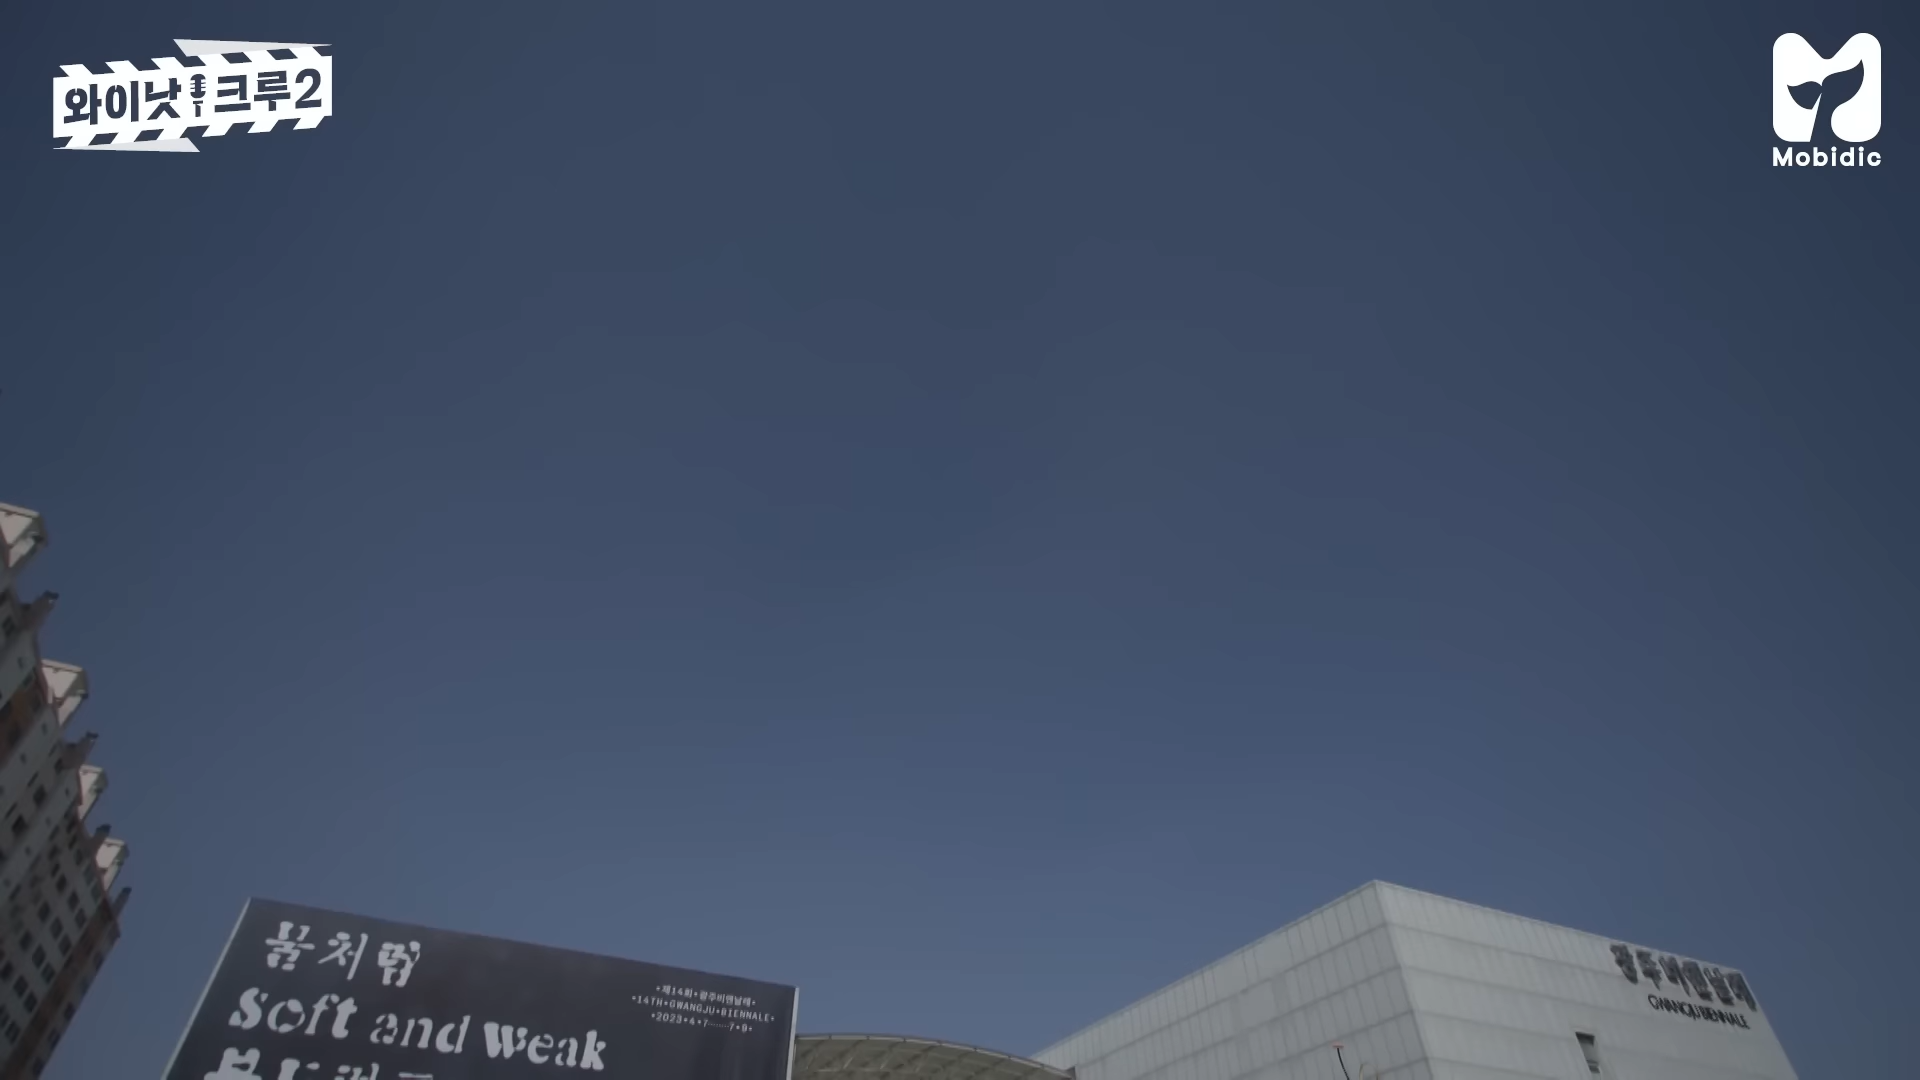 와이낫크루2
Mobidic
물처럼
soft and weak
•제14회•광주비엔날레•
•14TH•GWANGJU•BIENNALE•
•2023•4•7........7•9•
광주비엔날레
GWANGJU BIENNALE